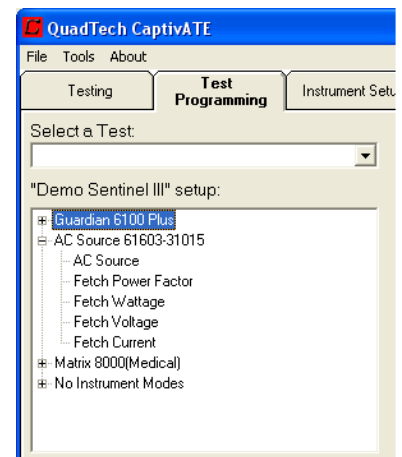 QuadTech CaptivATE
File Tools About
Testing
Test
Programming
Instrument Setu
Select a Test:
"Demo Sentinel III" setup:
Guardian 6100 Plus
AC Source 61603-31015
AC Source
Fetch Power Factor
Fetch Wattage
Fetch Voltage
Fetch Current
Matrix 8000(Medical)
No Instrument Modes